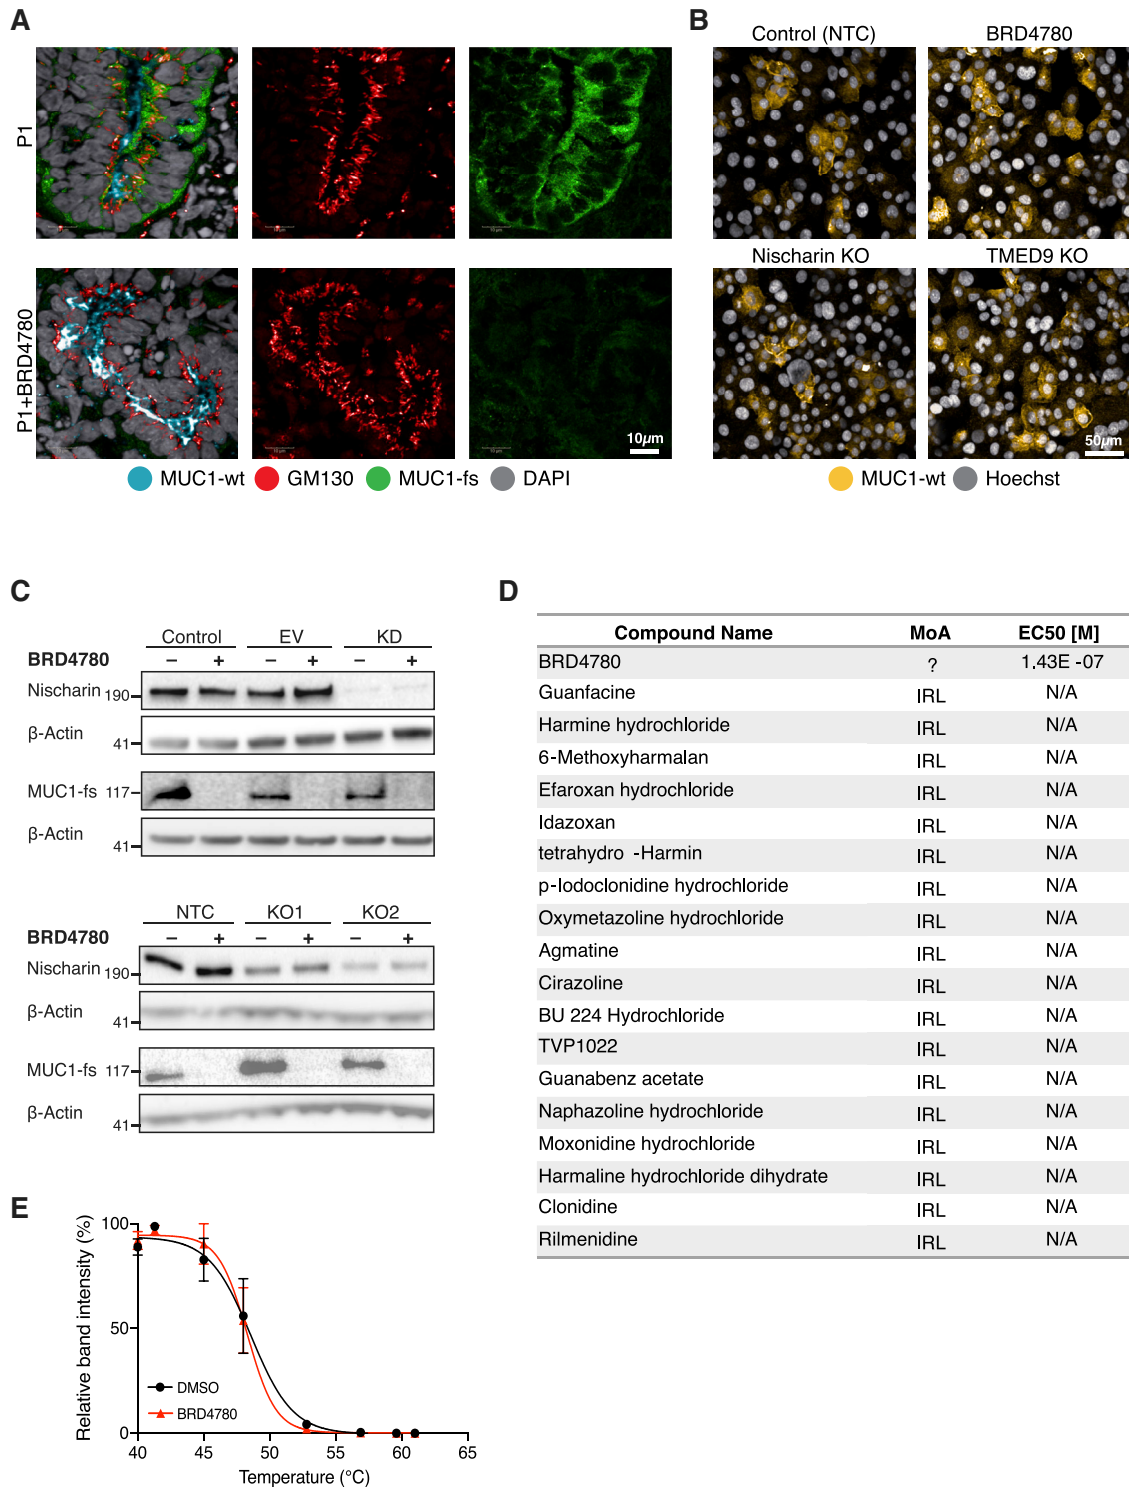 A
P1
P1+BRD4780
10µm
MUC1-wt GM130 MUC1-fs DAPI
B
Control (NTC) BRD4780
Nischarin KO TMED9 KO
50µm
MUC1-wt Hoechst
C
Control EV KD
BRD4780 – + – + – +
Nischarin 190
β-Actin 41
MUC1-fs 117
β-Actin 41
NTC KO1 KO2
BRD4780 – + – + – +
Nischarin 190
β-Actin 41
MUC1-fs 117
β-Actin 41
D
Compound Name MoA EC50 [M]
BRD4780 ? 1.43E -07
Guanfacine IRL N/A
Harmine hydrochloride IRL N/A
6-Methoxyharmalan IRL N/A
Efaroxan hydrochloride IRL N/A
Idazoxan IRL N/A
tetrahydro -Harmin IRL N/A
p-Iodoclonidine hydrochloride IRL N/A
Oxymetazoline hydrochloride IRL N/A
Agmatine IRL N/A
Cirazoline IRL N/A
BU 224 Hydrochloride IRL N/A
TVP1022 IRL N/A
Guanabenz acetate IRL N/A
Naphazoline hydrochloride IRL N/A
Moxonidine hydrochloride IRL N/A
Harmaline hydrochloride dihydrate IRL N/A
Clonidine IRL N/A
Rilmenidine IRL N/A
E
Relative band intensity (%)
100
50
0
DMSO
BRD4780
40 45 50 55 60 65
Temperature (°C)